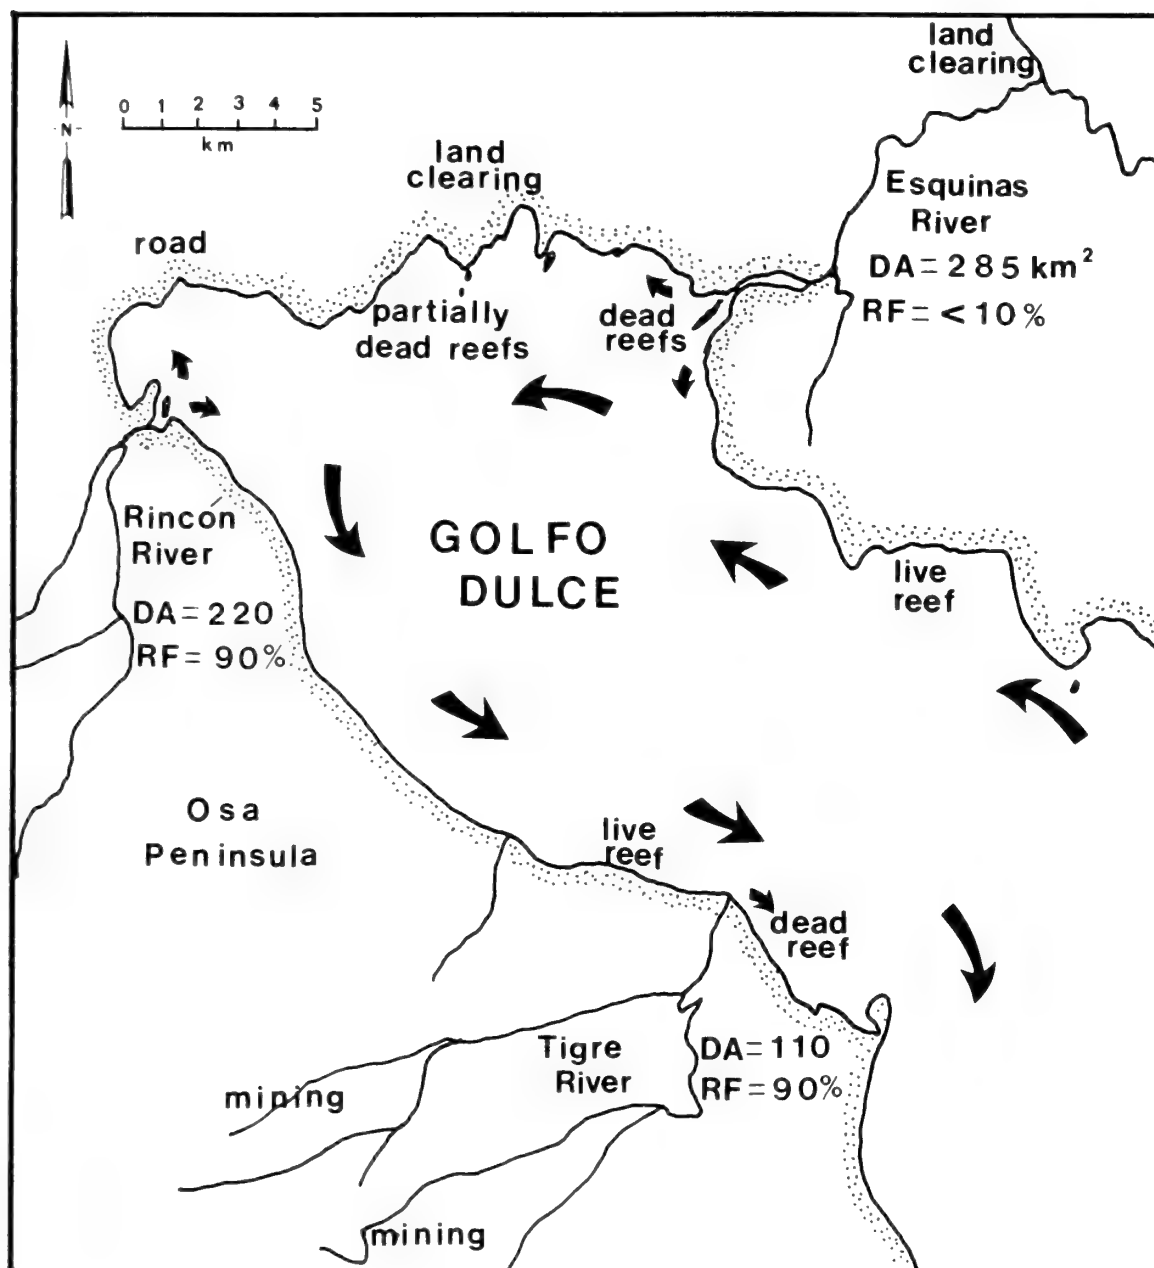 land
clearing
0 1 2 3 4 5
km
N
land
clearing
Esquinas
River
DA=285 km²
RF=<10%
road
partially
dead reefs
dead
reefs
Rincón
River
DA=220
RF=90%
GOLFO
DULCE
live
reef
Osa
Peninsula
live
reef
dead
reef
Tigre
River
DA=110
RF=90%
mining
mining